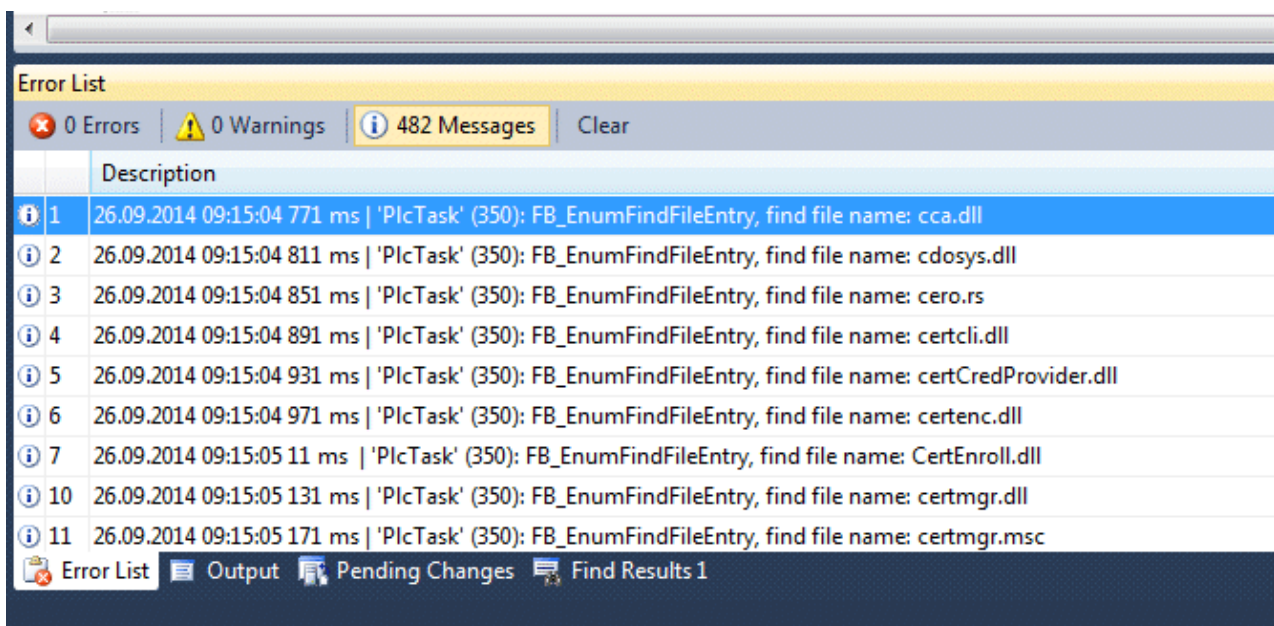 Error List
0 Errors 0 Warnings 482 Messages Clear
Description
1 26.09.2014 09:15:04 771 ms | 'PlcTask' (350): FB_EnumFindFileEntry, find file name: cca.dll
2 26.09.2014 09:15:04 811 ms | 'PlcTask' (350): FB_EnumFindFileEntry, find file name: cdosys.dll
3 26.09.2014 09:15:04 851 ms | 'PlcTask' (350): FB_EnumFindFileEntry, find file name: cero.rs
4 26.09.2014 09:15:04 891 ms | 'PlcTask' (350): FB_EnumFindFileEntry, find file name: certcli.dll
5 26.09.2014 09:15:04 931 ms | 'PlcTask' (350): FB_EnumFindFileEntry, find file name: certCredProvider.dll
6 26.09.2014 09:15:04 971 ms | 'PlcTask' (350): FB_EnumFindFileEntry, find file name: certenc.dll
7 26.09.2014 09:15:05 11 ms | 'PlcTask' (350): FB_EnumFindFileEntry, find file name: CertEnroll.dll
10 26.09.2014 09:15:05 131 ms | 'PlcTask' (350): FB_EnumFindFileEntry, find file name: certmgr.dll
11 26.09.2014 09:15:05 171 ms | 'PlcTask' (350): FB_EnumFindFileEntry, find file name: certmgr.msc
Error List Output Pending Changes Find Results 1